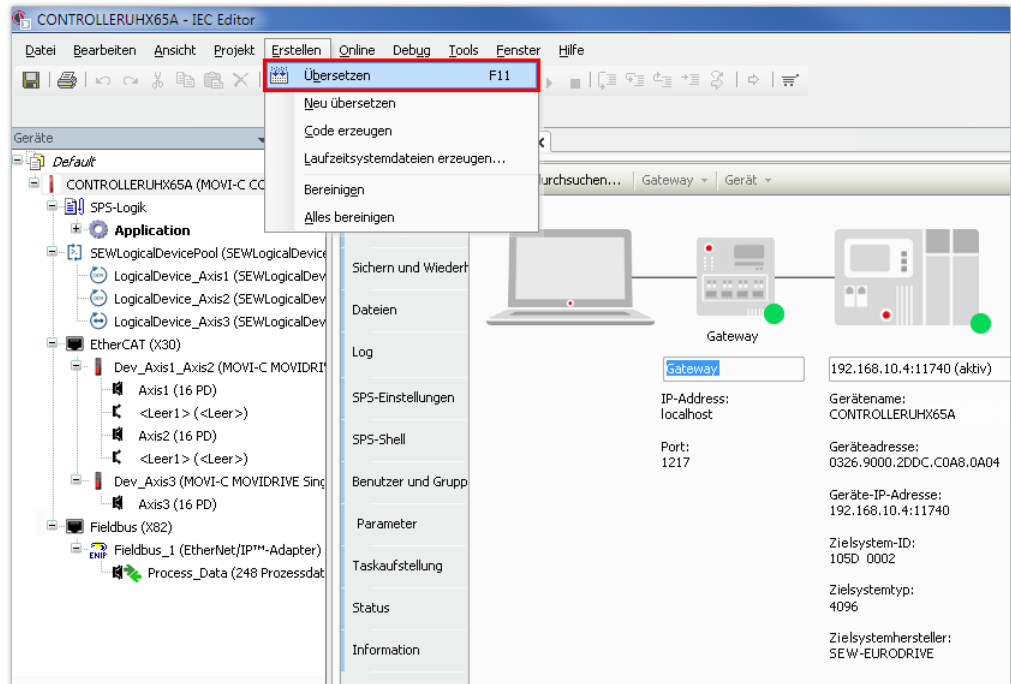 CONTROLLERUHX65A - IEC Editor
Datei Bearbeiten Ansicht Projekt Erstellen Online Debug Tools Fenster Hilfe
Übersetzen F11
Neu übersetzen
Code erzeugen
Laufzeitsystemdateien erzeugen...
Bereinigen
Alles bereinigen
Geräte
Default
CONTROLLERUHX65A (MOVI-C CC
SPS-Logik
Application
SEWLogicalDevicePool (SEWLogicalDevice
LogicalDevice_Axis1 (SEWLogicalDev
LogicalDevice_Axis2 (SEWLogicalDev
LogicalDevice_Axis3 (SEWLogicalDev
EtherCAT (X30)
Dev_Axis1_Axis2 (MOVI-C MOVIDRI
Axis1 (16 PD)
<Leer1> (<Leer>)
Axis2 (16 PD)
<Leer1> (<Leer>)
Dev_Axis3 (MOVI-C MOVIDRIVE Sing
Axis3 (16 PD)
Fieldbus (X82)
ENIP Fieldbus_1 (EtherNet/IP™-Adapter)
Process_Data (248 Prozessdat
durchsuchen... Gateway Gerät
Sichern und Wiederh
Dateien
Log
SPS-Einstellungen
SPS-Shell
Benutzer und Grupp
Parameter
Taskaufstellung
Status
Information
Gateway
Gateway
IP-Address:
localhost
Port:
1217
192.168.10.4:11740 (aktiv)
Gerätename:
CONTROLLERUHX65A
Geräteadresse:
0326.9000.2DDC.C0A8.0A04
Geräte-IP-Adresse:
192.168.10.4:11740
Zielsystem-ID:
105D 0002
Zielsystemtyp:
4096
Zielsystemhersteller:
SEW-EURODRIVE